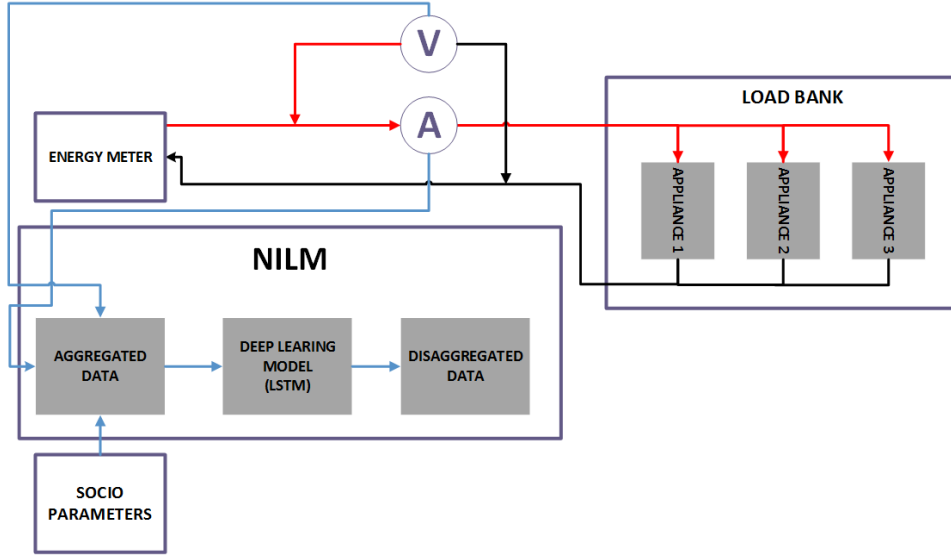 V
LOAD BANK
A
ENERGY METER
APPLIANCE 1
APPLIANCE 2
APPLIANCE 3
NILM
AGGREGATED
DATA
DEEP LEARING
MODEL
(LSTM)
DISAGGREGATED
DATA
SOCIO
PARAMETERS